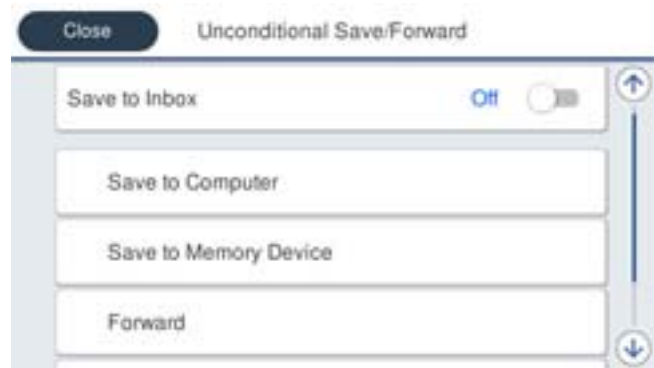 Close
Unconditional Save/Forward
Save to Inbox
Off
Save to Computer
Save to Memory Device
Forward